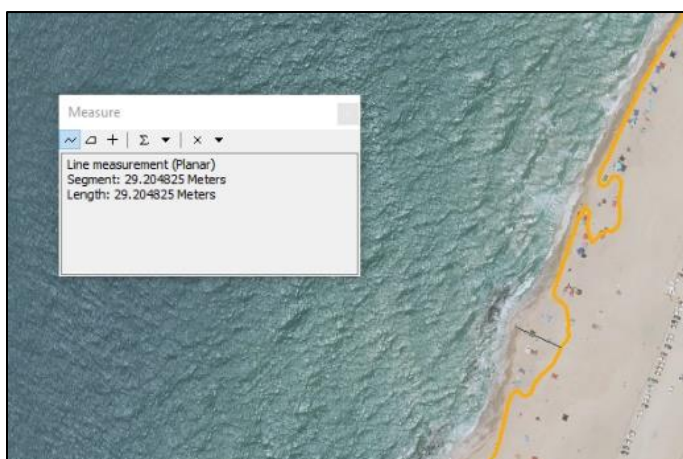 Measure
Line measurement (Planar)
Segment: 29.204825 Meters
Length: 29.204825 Meters